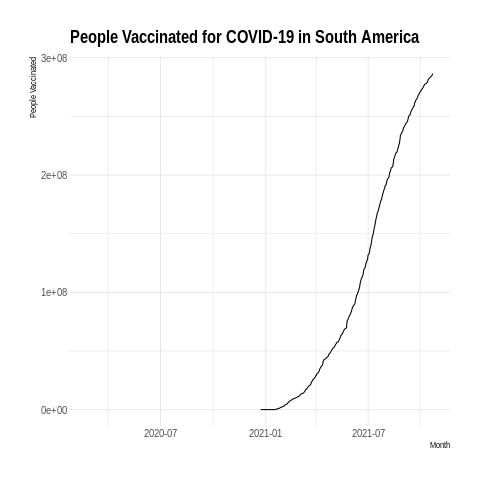 People Vaccinated for COVID-19 in South America
People Vaccinated
3e+08
2e+08
1e+08
0e+00
2020-07
2021-01
2021-07
Month